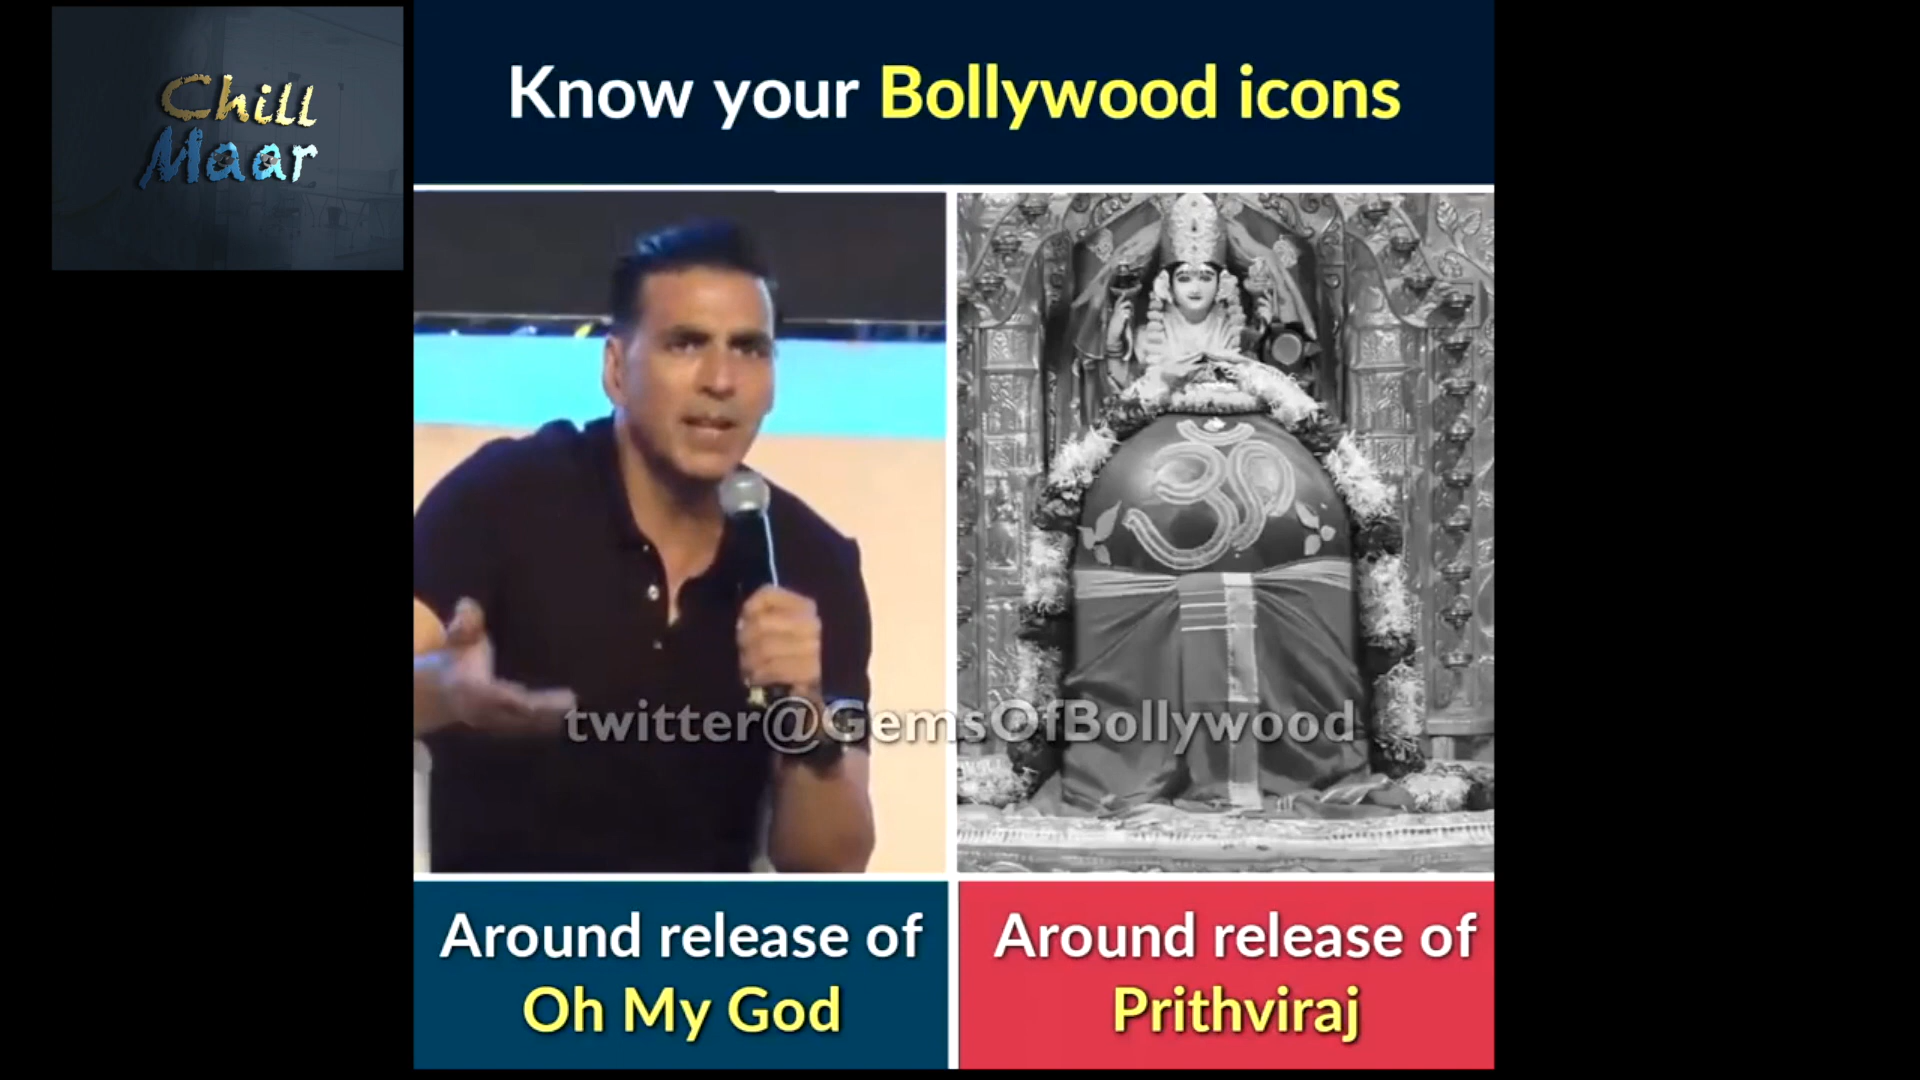 Chill
Maar
Know your Bollywood icons
ॐ
twitter@GemsOfBollywood
Around release of
Oh My God
Around release of
Prithviraj